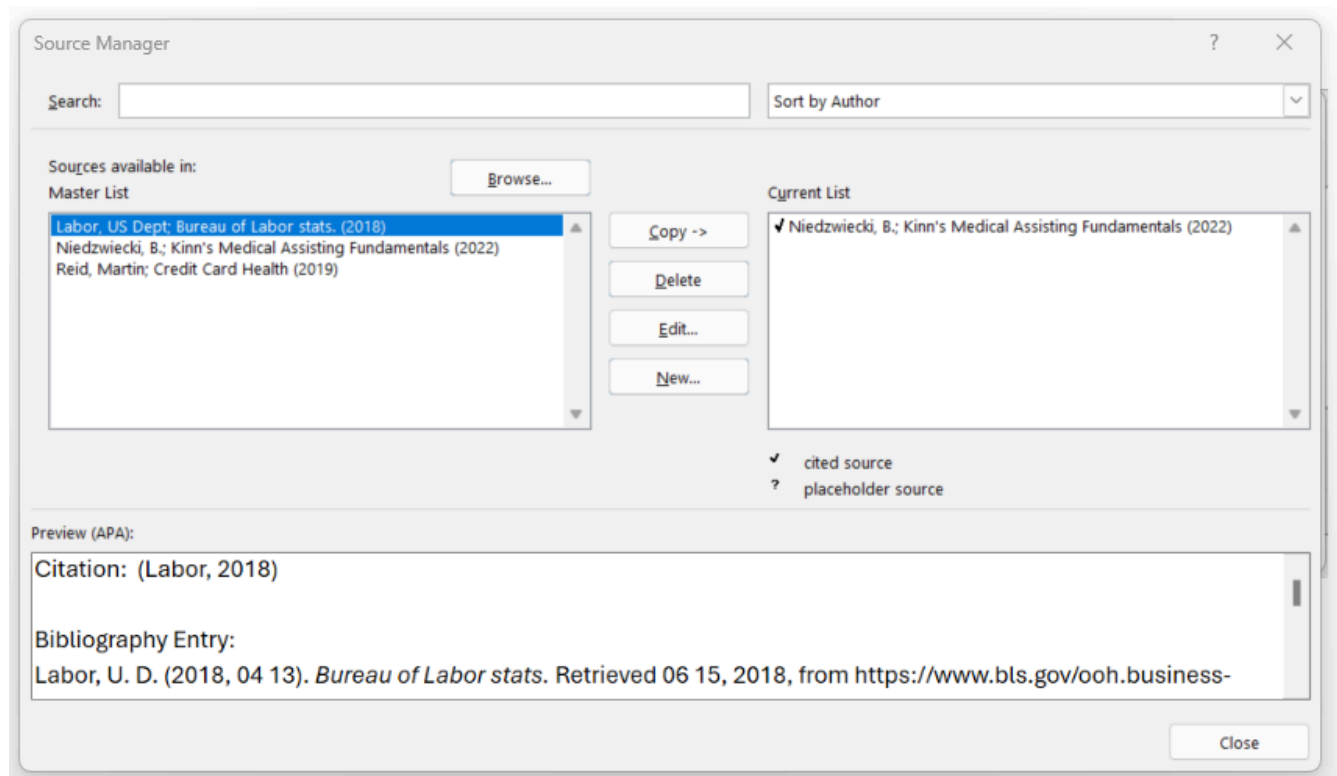 Source Manager
?
Search:
Sort by Author
Sources available in:
Master List
Browse...
Current List
Labor, US Dept; Bureau of Labor stats. (2018)
Niedzwiecki, B.; Kinn's Medical Assisting Fundamentals (2022)
Reid, Martin; Credit Card Health (2019)
Copy ->
Delete
Edit...
New...
✓ Niedzwiecki, B.; Kinn's Medical Assisting Fundamentals (2022)
✓ cited source
? placeholder source
Preview (APA):
Citation: (Labor, 2018)
Bibliography Entry:
Labor, U. D. (2018, 04 13). Bureau of Labor stats. Retrieved 06 15, 2018, from https://www.bls.gov/ooh.business-
Close